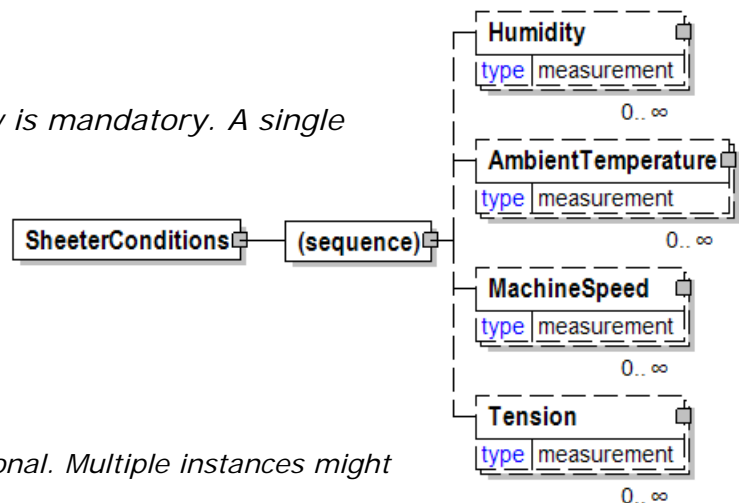 Humidity
type measurement
0.. ∞
is mandatory. A single
AmbientTemperature
type measurement
0.. ∞
SheeterConditions
(sequence)
MachineSpeed
type measurement
0.. ∞
Tension
type measurement
0.. ∞
onal. Multiple instances might